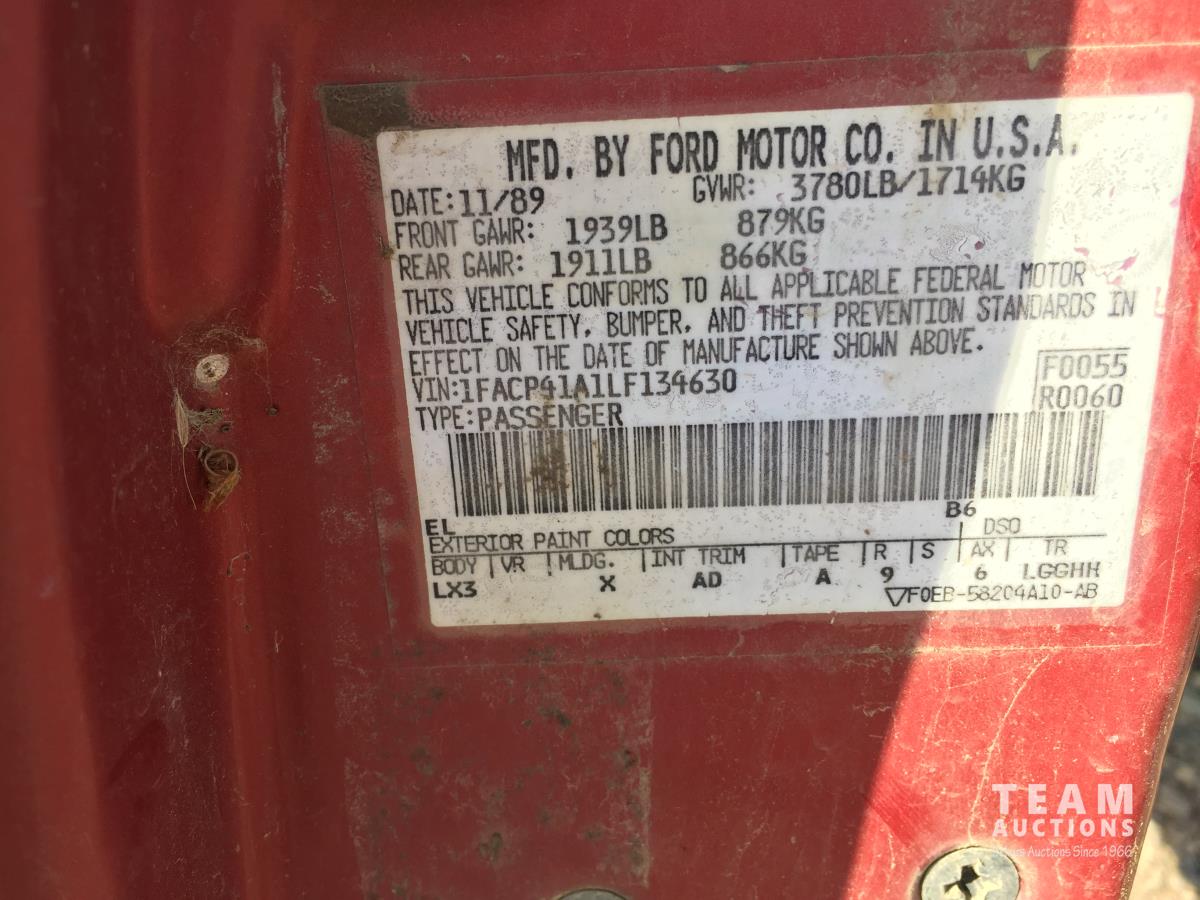 MFD. BY FORD MOTOR CO. IN U.S.A.
DATE: 11/89 GVWR: 3780LB/1714KG
FRONT GAWR: 1939LB 879KG
REAR GAWR: 1911LB 866KG
THIS VEHICLE CONFORMS TO ALL APPLICABLE FEDERAL MOTOR
VEHICLE SAFETY, BUMPER, AND THEFT PREVENTION STANDARDS IN
EFFECT ON THE DATE OF MANUFACTURE SHOWN ABOVE.
VIN: 1FACP41A1LF134630 F0055
TYPE: PASSENGER R0060
EL B6
EXTERIOR PAINT COLORS DSO
BODY VR MLDG. INT TRIM TAPE R S AX TR
LX3 X AD A 9 6 LGGHH
F0EB-58204A10-AB
TEAM
AUCTIONS
Auctions Since 1966